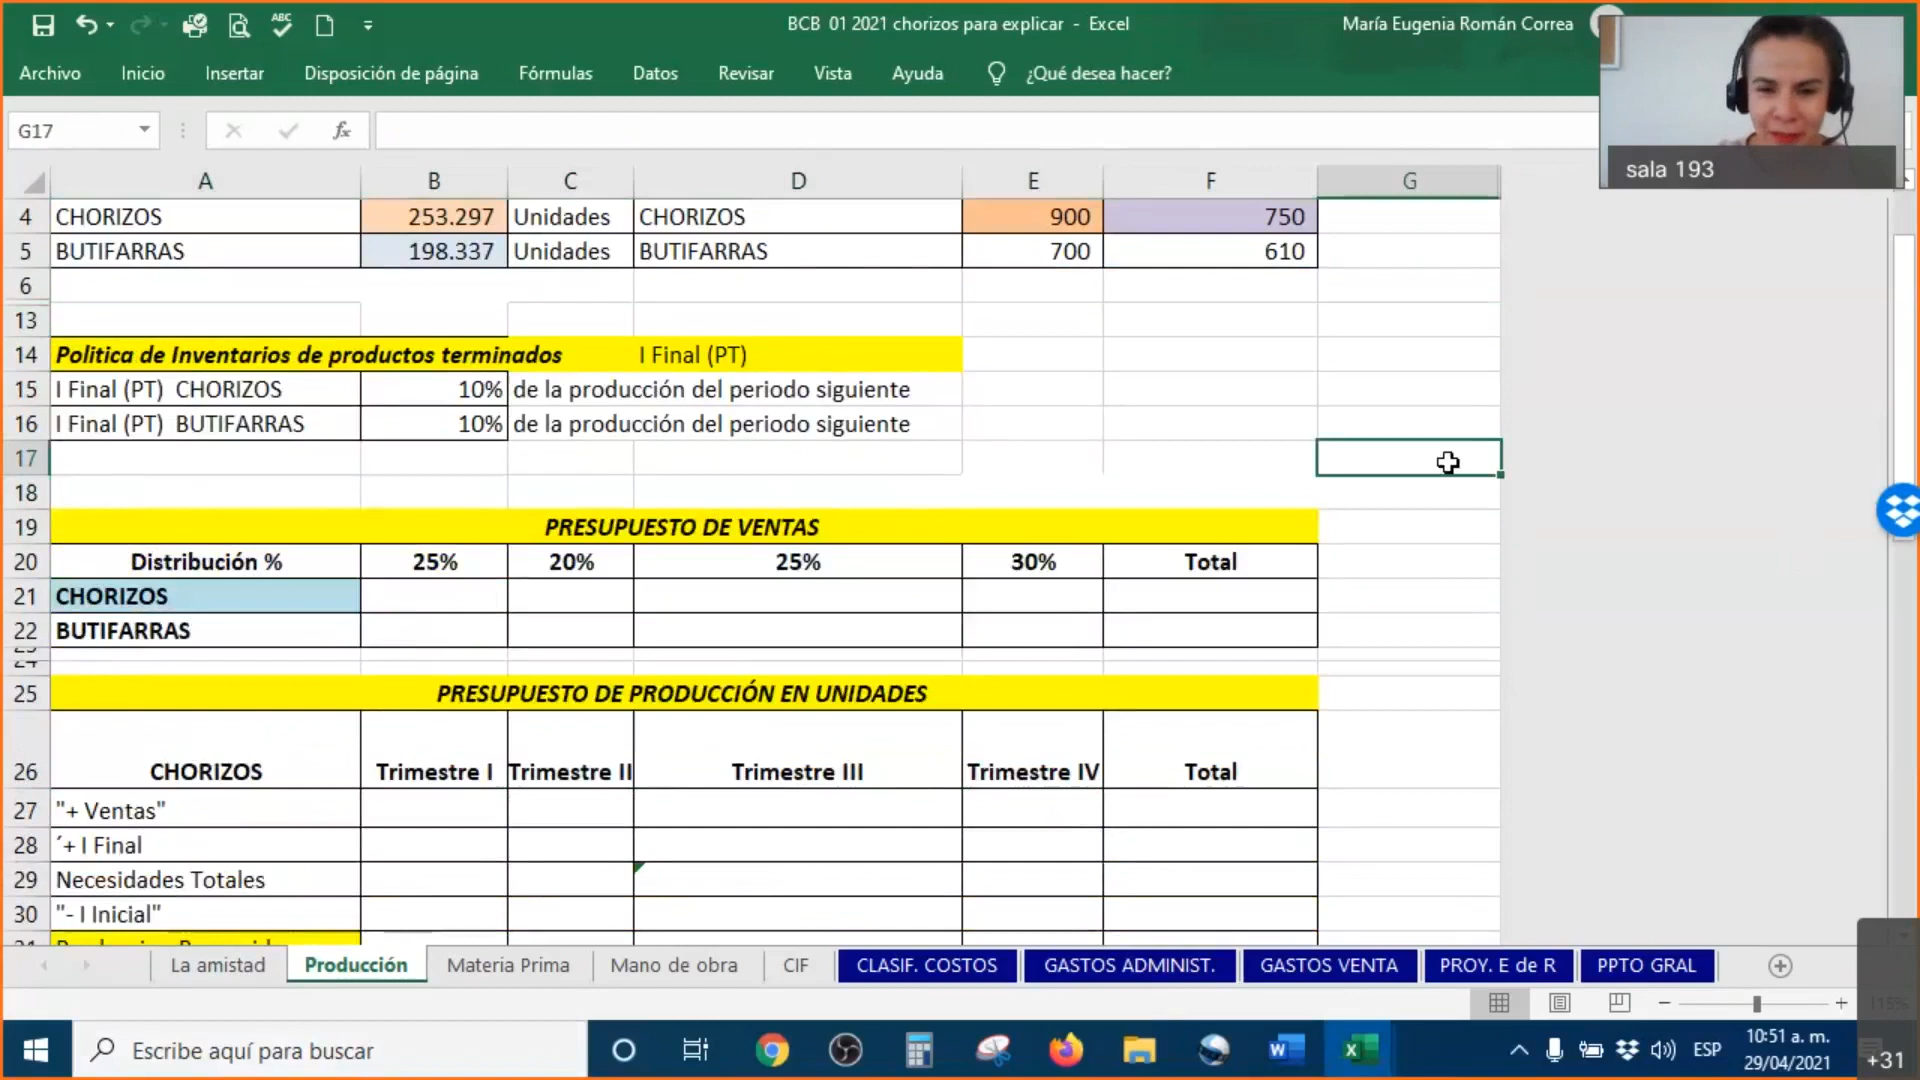 BCB 01 2021 chorizos para explicar - Excel
María Eugenia Román Correa
Archivo Inicio Insertar Disposición de página Fórmulas Datos Revisar Vista Ayuda ¿Qué desea hacer?
G17 fx
sala 193
A B C D E F G
4 CHORIZOS 253.297 Unidades CHORIZOS 900 750
5 BUTIFARRAS 198.337 Unidades BUTIFARRAS 700 610
6
13
14 Politica de Inventarios de productos terminados I Final (PT)
15 I Final (PT) CHORIZOS 10% de la producción del periodo siguiente
16 I Final (PT) BUTIFARRAS 10% de la producción del periodo siguiente
17
18
19 PRESUPUESTO DE VENTAS
20 Distribución % 25% 20% 25% 30% Total
21 CHORIZOS
22 BUTIFARRAS
25 PRESUPUESTO DE PRODUCCIÓN EN UNIDADES
26 CHORIZOS Trimestre I Trimestre II Trimestre III Trimestre IV Total
27 "+ Ventas"
28 ´+ I Final
29 Necesidades Totales
30 "- I Inicial"
La amistad Producción Materia Prima Mano de obra CIF CLASIF. COSTOS GASTOS ADMINIST. GASTOS VENTA PROY. E de R PPTO GRAL
Escribe aquí para buscar
ESP
10:51 a. m.
29/04/2021
+31